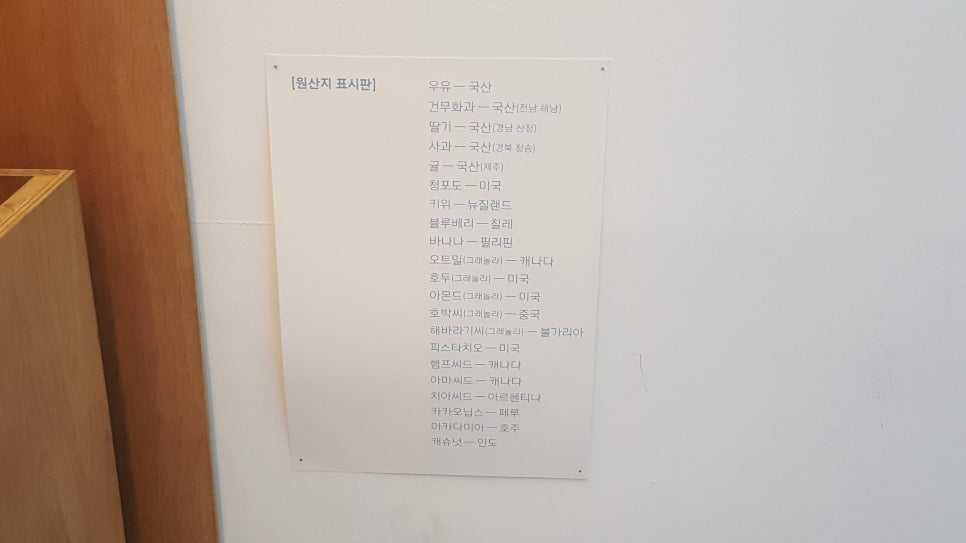 [원산지 표시판]
우유 — 국산
건무화과 — 국산(전남 해남)
딸기 — 국산(경남 산청)
사과 — 국산(경북 청송)
귤 — 국산(제주)
청포도 — 미국
키위 — 뉴질랜드
블루베리 — 칠레
바나나 — 필리핀
오트밀(그래놀라) — 캐나다
호두(그래놀라) — 미국
아몬드(그래놀라) — 미국
호박씨(그래놀라) — 중국
해바라기씨(그래놀라) — 불가리아
피스타치오 — 미국
햄프씨드 — 캐나다
아마씨드 — 캐나다
치아씨드 — 아르헨티나
카카오닙스 — 페루
마카다미아 — 호주
캐슈넛 — 인도